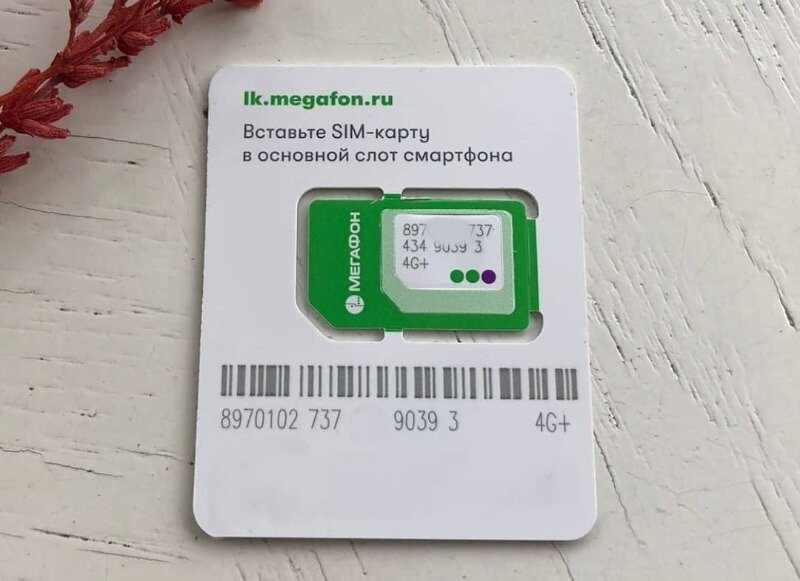 lk.megafon.ru
Вставьте SIM-карту
в основной слот смартфона
МЕГАФОН
897 737
434 9039 3
4G+
8970102 737 9039 3 4G+